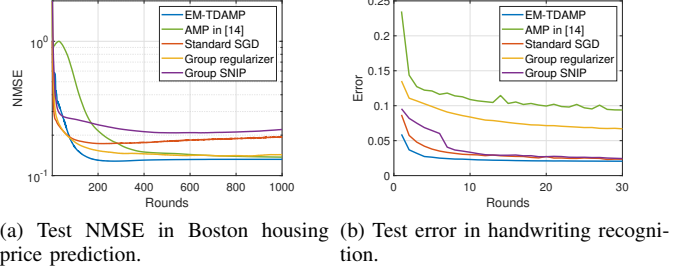 EM-TDAMP
AMP in [14]
Standard SGD
Group regularizer
Group SNIP
NMSE
10^0
10^-1
200 400 600 800 1000
Rounds
EM-TDAMP
AMP in [14]
Standard SGD
Group regularizer
Group SNIP
Error
0.25
0.2
0.15
0.1
0.05
0
0 10 20 30
Rounds
(a) Test NMSE in Boston housing
price prediction.
(b) Test error in handwriting recogni-
tion.